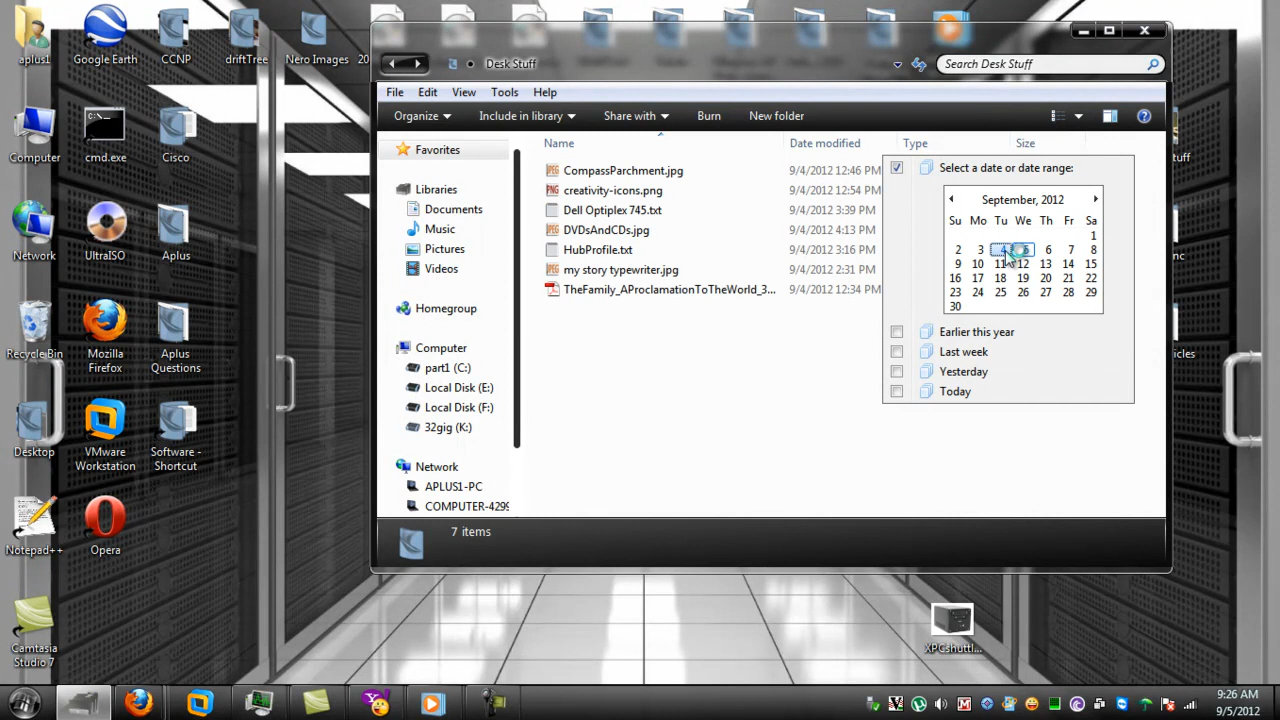 aplus1
Google Earth
CCNP
driftTree
Nero Images
20
Computer
cmd.exe
Cisco
Network
UltraISO
Aplus
Recycle Bin
Mozilla
Firefox
Aplus
Questions
Desktop
VMware
Workstation
Software -
Shortcut
Notepad++
Opera
Camtasia
Studio 7
Desk Stuff
Search Desk Stuff
File Edit View Tools Help
Organize Include in library Share with Burn New folder
Name Date modified Type Size
Favorites
Libraries
Documents
Music
Pictures
Videos
Homegroup
Computer
part1 (C:)
Local Disk (E:)
Local Disk (F:)
32gig (K:)
Network
APLUS1-PC
COMPUTER-4299
CompassParchment.jpg 9/4/2012 12:46 PM
creativity-icons.png 9/4/2012 12:54 PM
Dell Optiplex 745.txt 9/4/2012 3:39 PM
DVDsAndCDs.jpg 9/4/2012 4:13 PM
HubProfile.txt 9/4/2012 3:16 PM
my story typewriter.jpg 9/4/2012 2:31 PM
TheFamily_AProclamationToTheWorld_3... 9/4/2012 12:34 PM
Select a date or date range:
September, 2012
Su Mo Tu We Th Fr Sa
1
2 3 4 5 6 7 8
9 10 11 12 13 14 15
16 17 18 19 20 21 22
23 24 25 26 27 28 29
30
Earlier this year
Last week
Yesterday
Today
7 items
XPCshuttl...
9:26 AM
9/5/2012